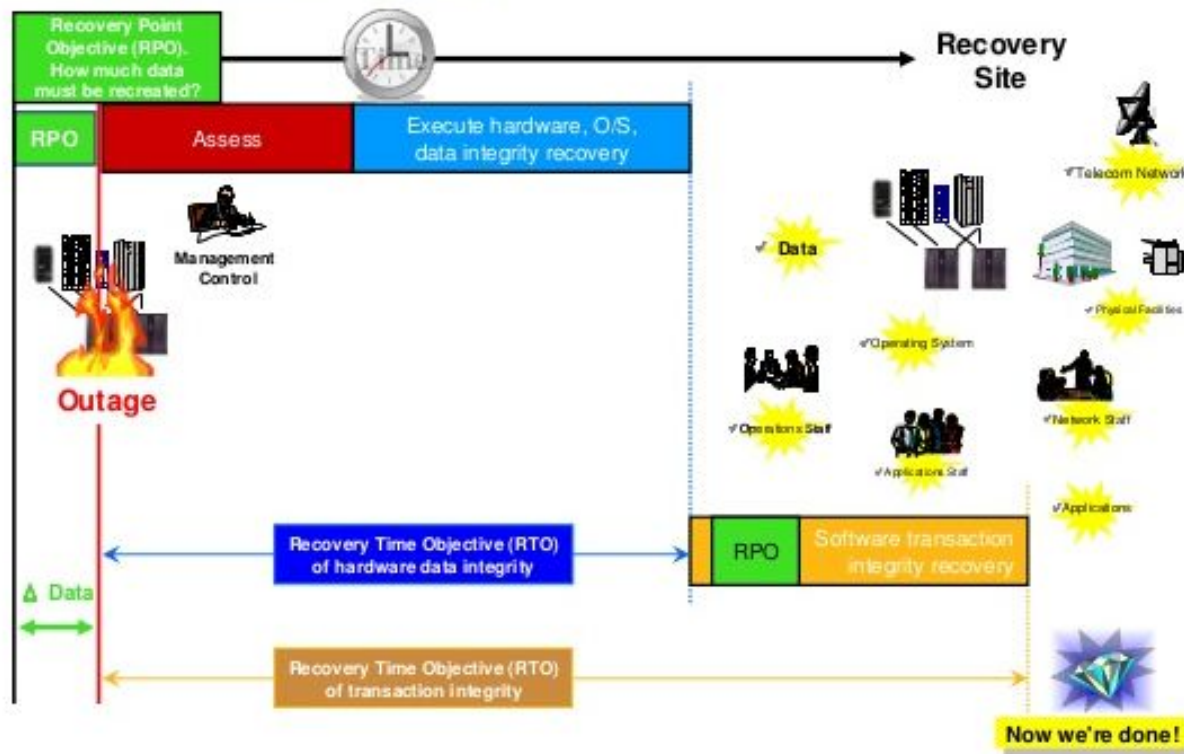 Recovery Point
Objective (RPO).
How much data
must be recreated?
Time
Recovery
Site
RPO
Assess
Execute hardware, O/S,
data integrity recovery
✓Telecom Network
Management
Control
✓ Data
✓Physical Facilities
✓Operating System
Outage
✓Operations Staff
✓Network Staff
✓Applications Staff
✓Applications
Recovery Time Objective (RTO)
of hardware data integrity
RPO
Software transaction
integrity recovery
Δ Data
Recovery Time Objective (RTO)
of transaction integrity
Now we're done!